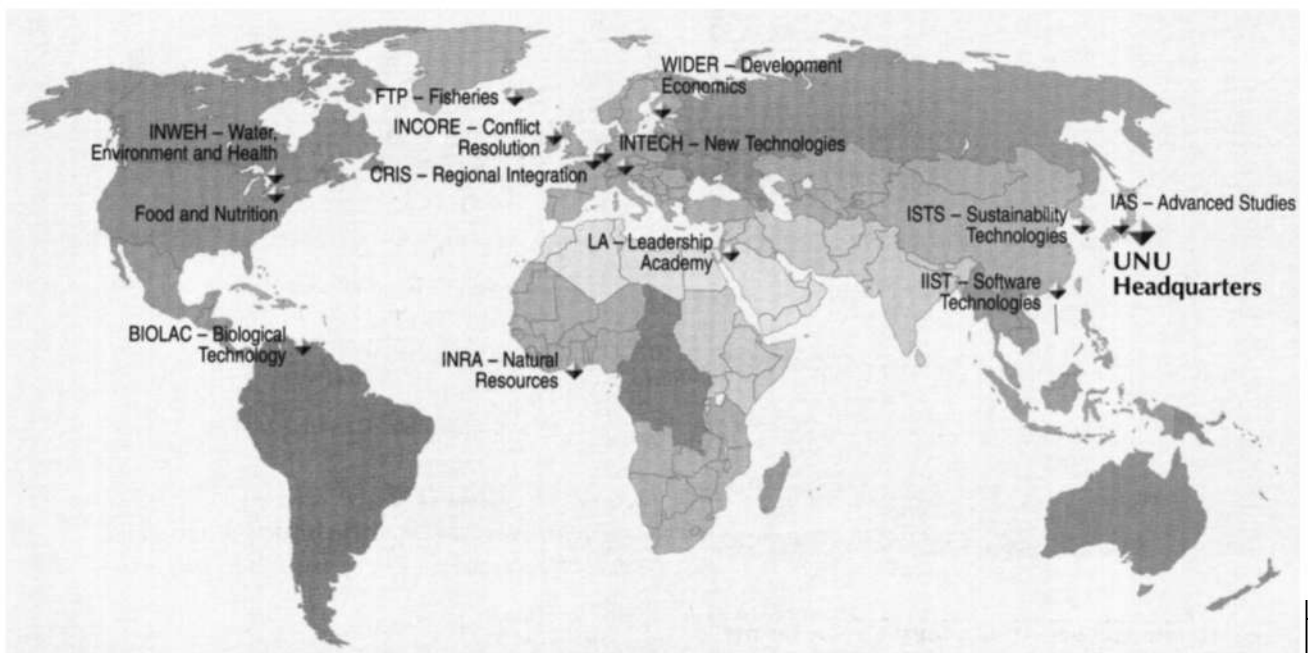 WIDER – Development
Economics
FTP – Fisheries
INWEH – Water,
Environment and Health
INCORE – Conflict
Resolution
INTECH – New Technologies
CRIS – Regional Integration
Food and Nutrition
IAS – Advanced Studies
ISTS – Sustainability
Technologies
LA – Leadership
Academy
UNU
Headquarters
IIST – Software
Technologies
BIOLAC – Biological
Technology
INRA – Natural
Resources